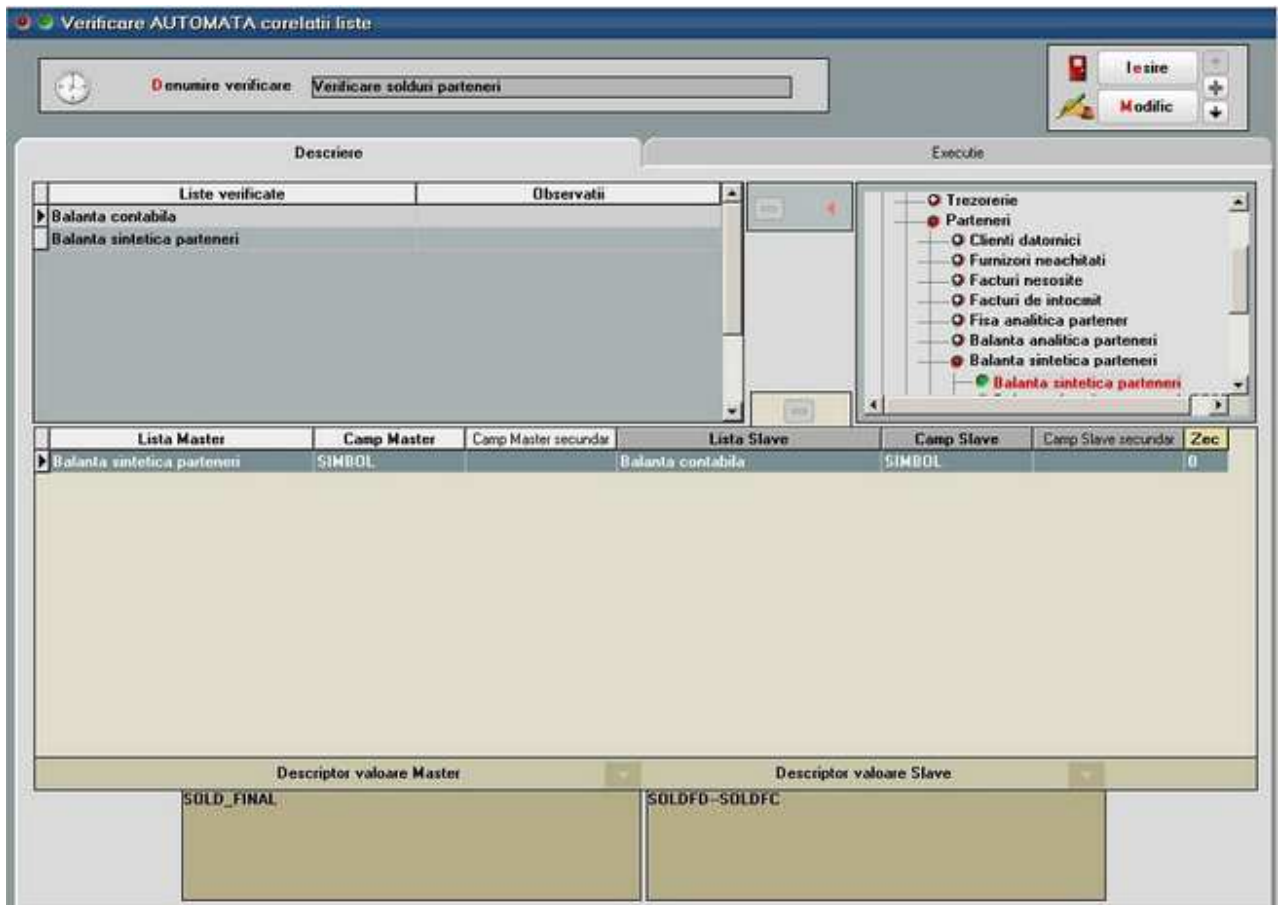 Verificare AUTOMATA corelatii liste
Denumire verificare Verificare solduri parteneri
Iesire
Modific
Descriere Executie
Liste verificate Observatii
Balanta contabila
Balanta sintetica parteneri
Trezorerie
Parteneri
Clienti datornici
Furnizori neachitati
Facturi nesosite
Facturi de intocmit
Fisa analitica partener
Balanta analitica parteneri
Balanta sintetica parteneri
Balanta sintetica parteneri
Lista Master Camp Master Camp Master secundar Lista Slave Camp Slave Camp Slave secundar Zec
Balanta sintetica parteneri SIMBOL Balanta contabila SIMBOL 0
Descriptor valoare Master Descriptor valoare Slave
SOLD_FINAL SOLDFD-SOLDFC